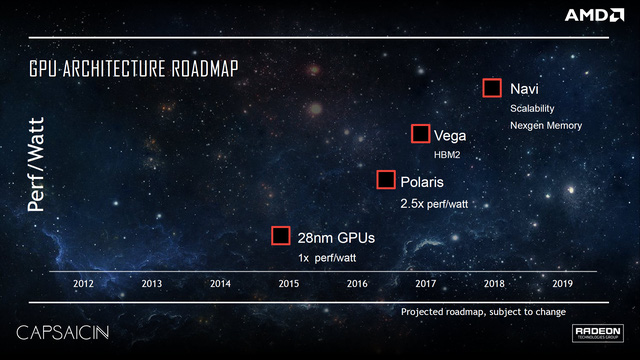 AMD
GPU ARCHITECTURE ROADMAP
Perf/Watt
Navi
Scalability
Nexgen Memory
Vega
HBM2
Polaris
2.5x perf/watt
28nm GPUs
1x perf/watt
2012 2013 2014 2015 2016 2017 2018 2019
Projected roadmap, subject to change
CAPSAICIN
RADEON
TECHNOLOGIES GROUP